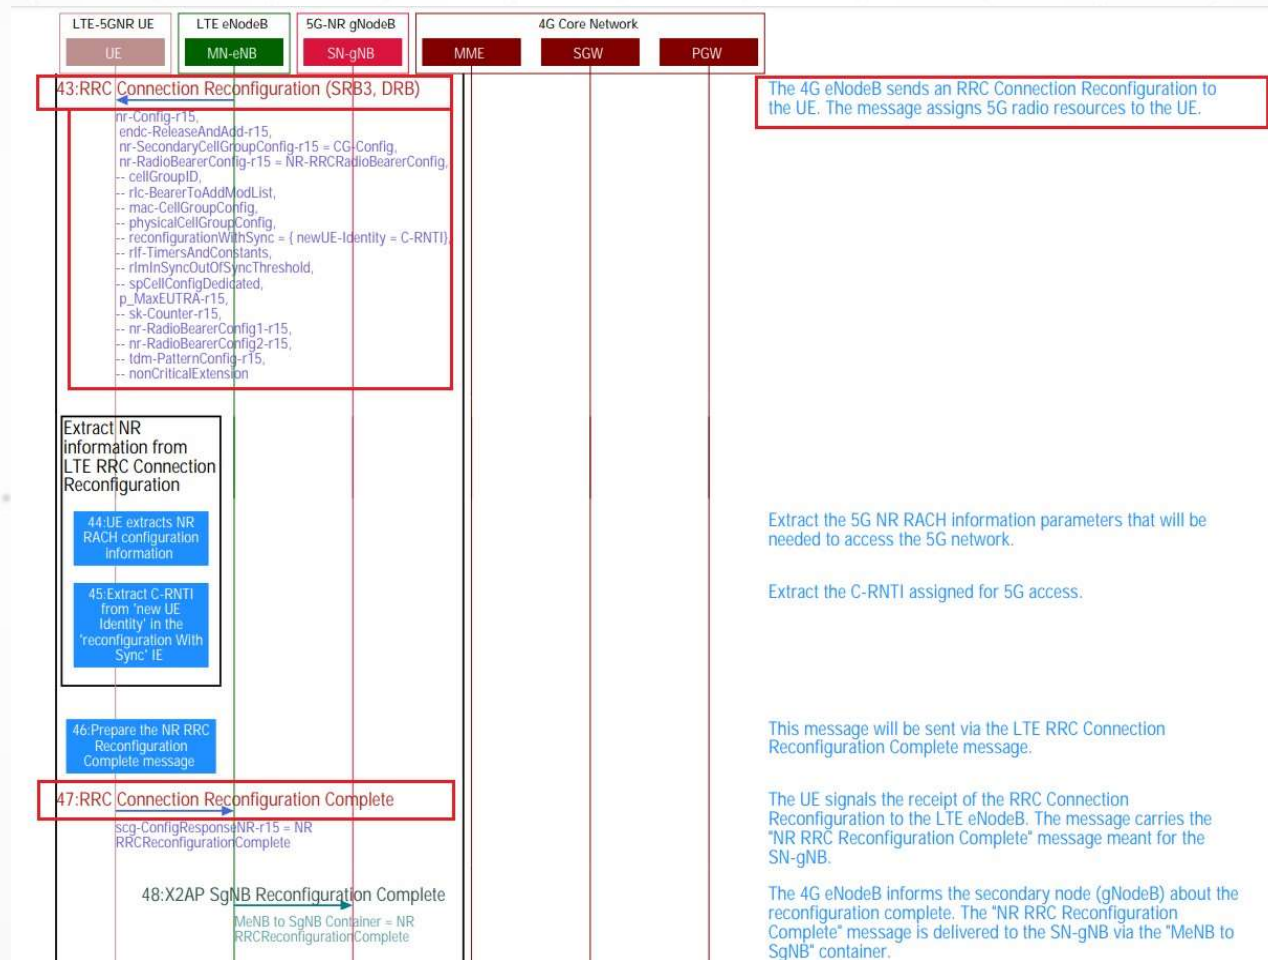 LTE-5GNR UE
LTE eNodeB
5G-NR gNodeB
4G Core Network
UE
MN-eNB
SN-gNB
MME
SGW
PGW
43:RRC Connection Reconfiguration (SRB3, DRB)
The 4G eNodeB sends an RRC Connection Reconfiguration to
the UE. The message assigns 5G radio resources to the UE.
nr-Config-r15,
endc-ReleaseAndAdd-r15,
nr-SecondaryCellGroupConfig-r15 = CG-Config,
nr-RadioBearerConfig-r15 = NR-RRCRadioBearerConfig,
-- cellGroupID,
-- rlc-BearerToAddModList,
-- mac-CellGroupConfig,
-- physicalCellGroupConfig,
-- reconfigurationWithSync = { newUE-Identity = C-RNTI},
-- rlf-TimersAndConstants,
-- rlmInSyncOutOfSyncThreshold,
-- spCellConfigDedicated,
p_MaxEUTRA-r15,
-- sk-Counter-r15,
-- nr-RadioBearerConfig1-r15,
-- nr-RadioBearerConfig2-r15,
-- tdm-PatternConfig-r15,
-- nonCriticalExtension
Extract NR
information from
LTE RRC Connection
Reconfiguration
44:UE extracts NR
RACH configuration
information
Extract the 5G NR RACH information parameters that will be
needed to access the 5G network.
45:Extract C-RNTI
from 'new UE
Identity' in the
'reconfiguration With
Sync' IE
Extract the C-RNTI assigned for 5G access.
46:Prepare the NR RRC
Reconfiguration
Complete message
This message will be sent via the LTE RRC Connection
Reconfiguration Complete message.
47:RRC Connection Reconfiguration Complete
scg-ConfigResponseNR-r15 = NR
RRCReconfigurationComplete
The UE signals the receipt of the RRC Connection
Reconfiguration to the LTE eNodeB. The message carries the
"NR RRC Reconfiguration Complete" message meant for the
SN-gNB.
48:X2AP SgNB Reconfiguration Complete
MeNB to SgNB Container = NR
RRCReconfigurationComplete
The 4G eNodeB informs the secondary node (gNodeB) about the
reconfiguration complete. The "NR RRC Reconfiguration
Complete" message is delivered to the SN-gNB via the "MeNB to
SgNB" container.